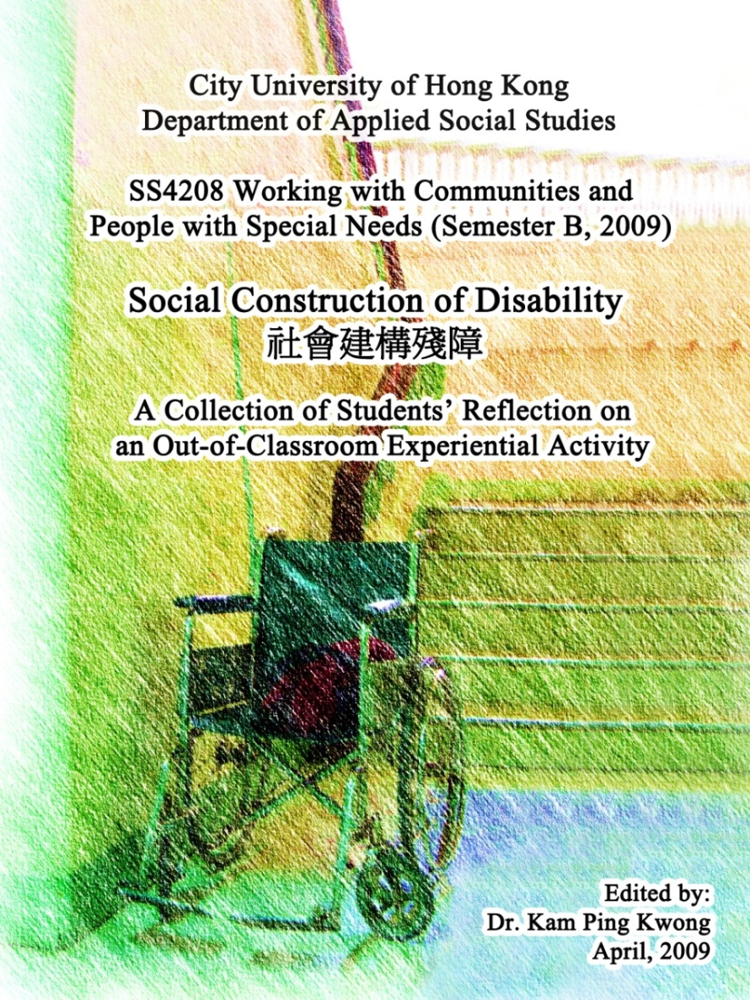 City University of Hong Kong
Department of Applied Social Studies
SS4208 Working with Communities and
People with Special Needs (Semester B, 2009)
Social Construction of Disability
社會建構殘障
A Collection of Students’ Reflection on
an Out-of-Classroom Experiential Activity
Edited by:
Dr. Kam Ping Kwong
April, 2009